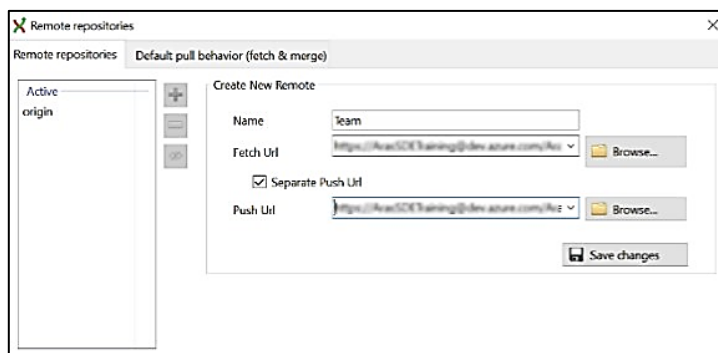 Remote repositories
Remote repositories Default pull behavior (fetch & merge)
Active
origin
Create New Remote
Name Team
Fetch Url Browse...
Separate Push Url
Push Url Browse...
Save changes